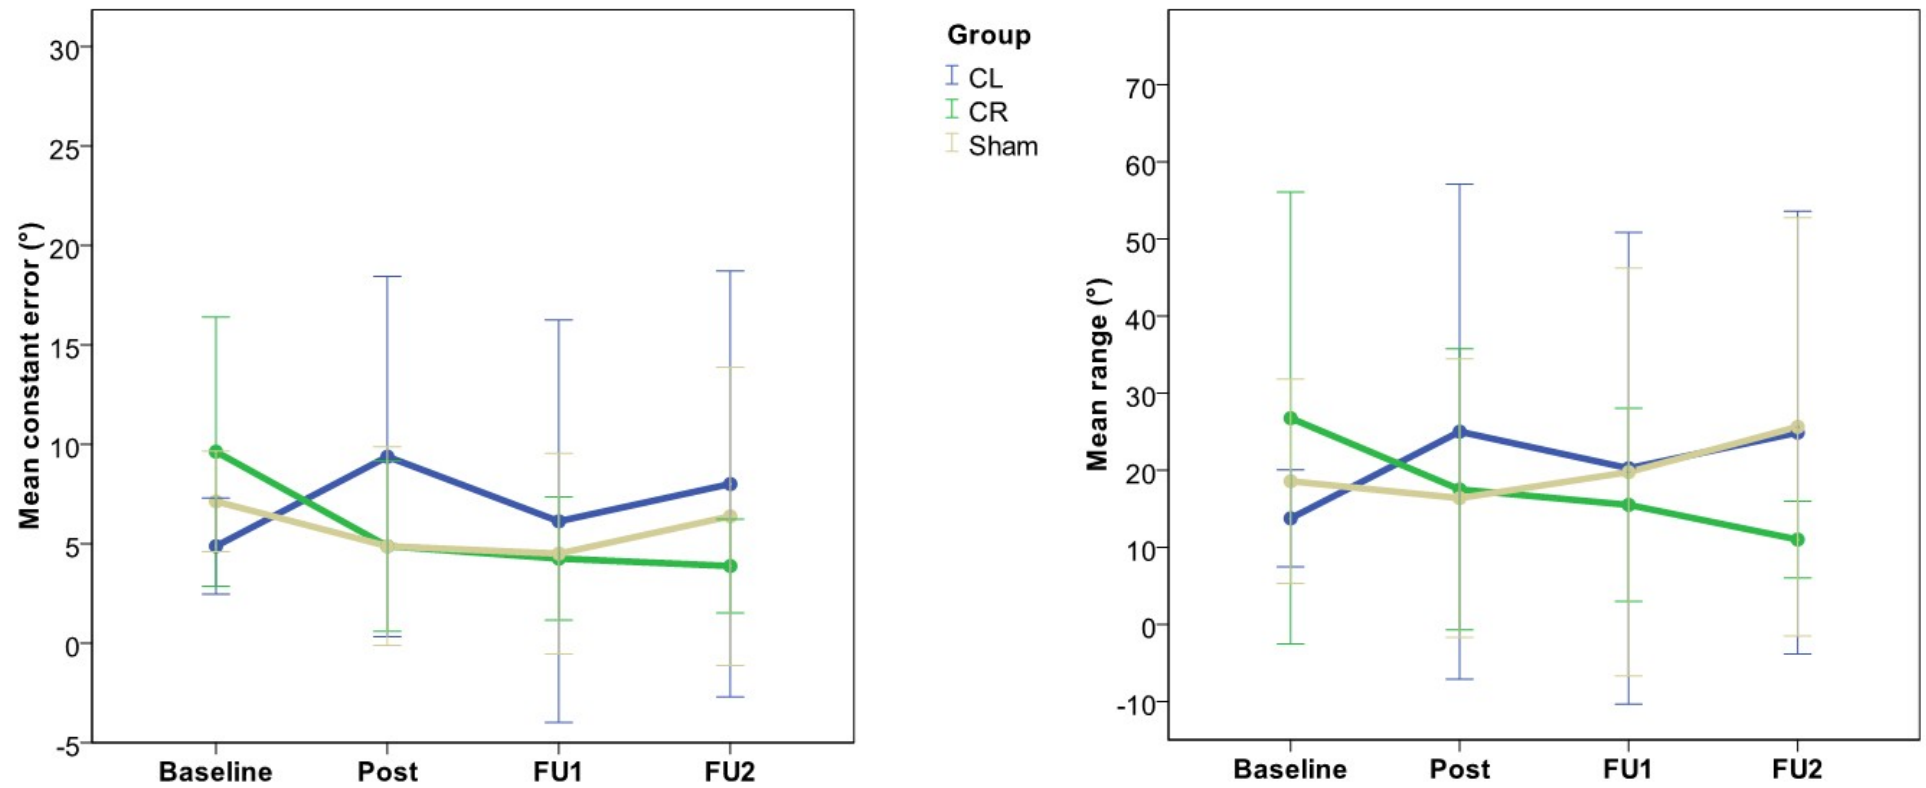 Mean constant error (°)
30
25
20
15
10
5
0
-5
Baseline Post FU1 FU2
Group
CL
CR
Sham
Mean range (°)
70
60
50
40
30
20
10
0
-10
Baseline Post FU1 FU2